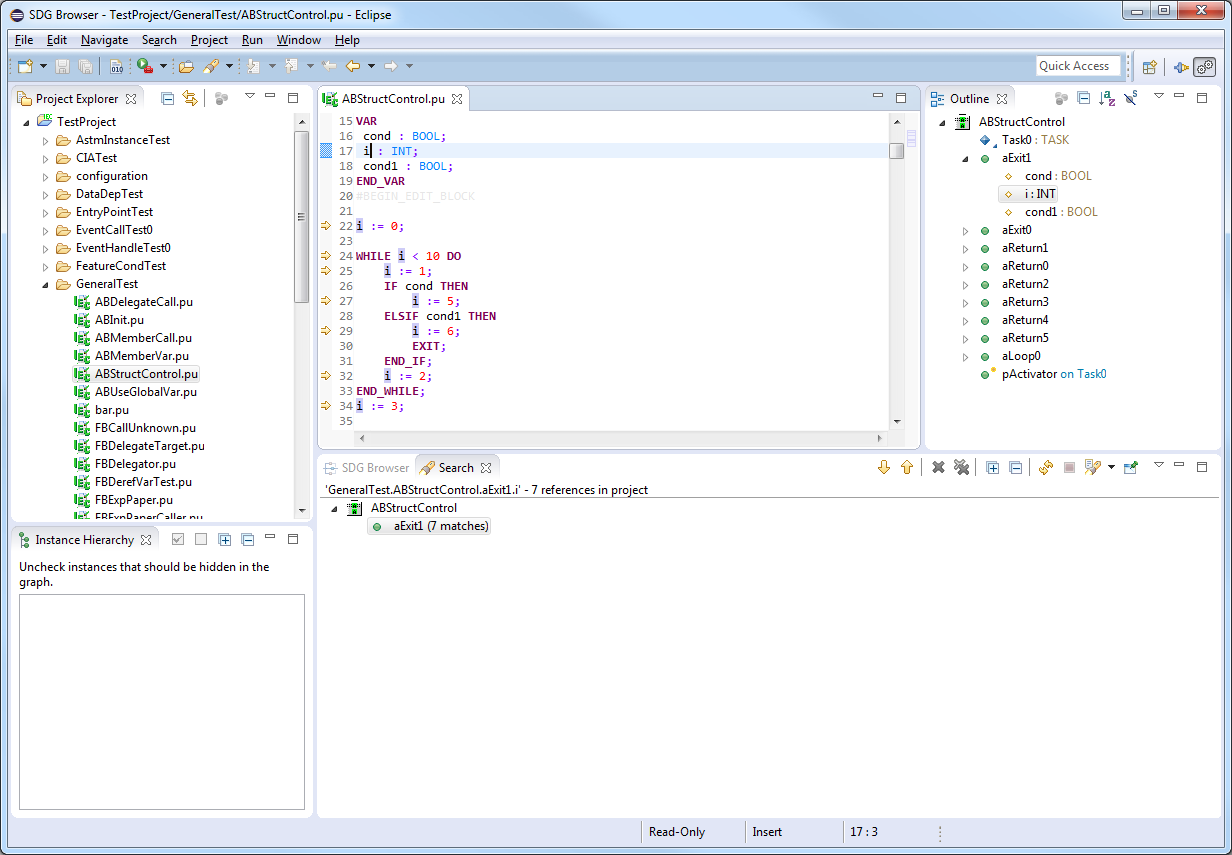 SDG Browser - TestProject/GeneralTest/ABStructControl.pu - Eclipse
File Edit Navigate Search Project Run Window Help
010
Quick Access
Project Explorer
TestProject
AstmInstanceTest
CIATest
configuration
DataDepTest
EntryPointTest
EventCallTest0
EventHandleTest0
FeatureCondTest
GeneralTest
ABDelegateCall.pu
ABInit.pu
ABMemberCall.pu
ABMemberVar.pu
ABStructControl.pu
ABUseGlobalVar.pu
bar.pu
FBCallUnknown.pu
FBDelegateTarget.pu
FBDelegator.pu
FBDerefVarTest.pu
FBExpPaper.pu
FBExpPaperCaller.pu
ABStructControl.pu
15 VAR
16 cond : BOOL;
17 i : INT;
18 cond1 : BOOL;
19 END_VAR
20 #BEGIN_EDIT_BLOCK
21
22 i := 0;
23
24 WHILE i < 10 DO
25 i := 1;
26 IF cond THEN
27 i := 5;
28 ELSIF cond1 THEN
29 i := 6;
30 EXIT;
31 END_IF;
32 i := 2;
33 END_WHILE;
34 i := 3;
35
Outline
ABStructControl
Task0 : TASK
aExit1
cond : BOOL
i : INT
cond1 : BOOL
aExit0
aReturn1
aReturn0
aReturn2
aReturn3
aReturn4
aReturn5
aLoop0
pActivator on Task0
Instance Hierarchy
Uncheck instances that should be hidden in the
graph.
SDG Browser Search
'GeneralTest.ABStructControl.aExit1.i' - 7 references in project
ABStructControl
aExit1 (7 matches)
Read-Only Insert 17 : 3